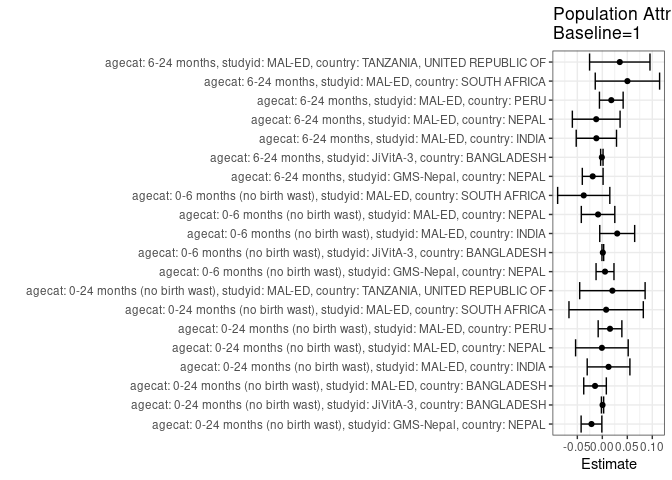 Population Attr
Baseline=1
agecat: 6-24 months, studyid: MAL-ED, country: TANZANIA, UNITED REPUBLIC OF
agecat: 6-24 months, studyid: MAL-ED, country: SOUTH AFRICA
agecat: 6-24 months, studyid: MAL-ED, country: PERU
agecat: 6-24 months, studyid: MAL-ED, country: NEPAL
agecat: 6-24 months, studyid: MAL-ED, country: INDIA
agecat: 6-24 months, studyid: JiVitA-3, country: BANGLADESH
agecat: 6-24 months, studyid: GMS-Nepal, country: NEPAL
agecat: 0-6 months (no birth wast), studyid: MAL-ED, country: SOUTH AFRICA
agecat: 0-6 months (no birth wast), studyid: MAL-ED, country: NEPAL
agecat: 0-6 months (no birth wast), studyid: MAL-ED, country: INDIA
agecat: 0-6 months (no birth wast), studyid: JiVitA-3, country: BANGLADESH
agecat: 0-6 months (no birth wast), studyid: GMS-Nepal, country: NEPAL
agecat: 0-24 months (no birth wast), studyid: MAL-ED, country: TANZANIA, UNITED REPUBLIC OF
agecat: 0-24 months (no birth wast), studyid: MAL-ED, country: SOUTH AFRICA
agecat: 0-24 months (no birth wast), studyid: MAL-ED, country: PERU
agecat: 0-24 months (no birth wast), studyid: MAL-ED, country: NEPAL
agecat: 0-24 months (no birth wast), studyid: MAL-ED, country: INDIA
agecat: 0-24 months (no birth wast), studyid: MAL-ED, country: BANGLADESH
agecat: 0-24 months (no birth wast), studyid: JiVitA-3, country: BANGLADESH
agecat: 0-24 months (no birth wast), studyid: GMS-Nepal, country: NEPAL
-0.05 0.00 0.05 0.10
Estimate